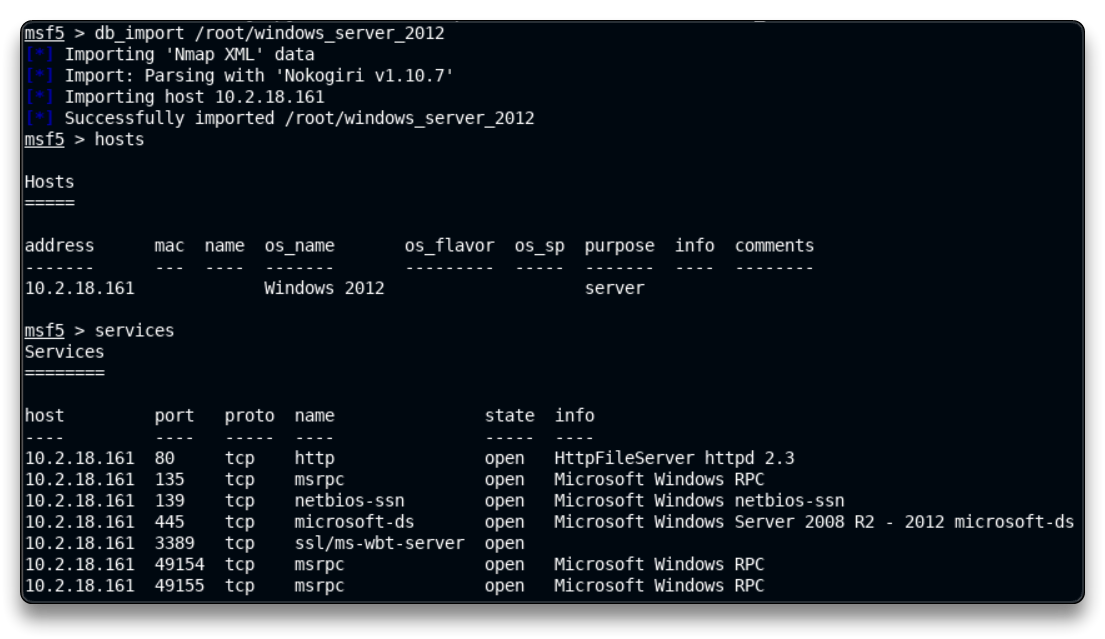 msf5 > db_import /root/windows_server_2012
[*] Importing 'Nmap XML' data
[*] Import: Parsing with 'Nokogiri v1.10.7'
[*] Importing host 10.2.18.161
[*] Successfully imported /root/windows_server_2012
msf5 > hosts
Hosts
=====
address mac name os_name os_flavor os_sp purpose info comments
------- --- ---- ------- --------- ----- ------- ---- --------
10.2.18.161 Windows 2012 server
msf5 > services
Services
========
host port proto name state info
---- ---- ----- ---- ----- ----
10.2.18.161 80 tcp http open HttpFileServer httpd 2.3
10.2.18.161 135 tcp msrpc open Microsoft Windows RPC
10.2.18.161 139 tcp netbios-ssn open Microsoft Windows netbios-ssn
10.2.18.161 445 tcp microsoft-ds open Microsoft Windows Server 2008 R2 - 2012 microsoft-ds
10.2.18.161 3389 tcp ssl/ms-wbt-server open
10.2.18.161 49154 tcp msrpc open Microsoft Windows RPC
10.2.18.161 49155 tcp msrpc open Microsoft Windows RPC